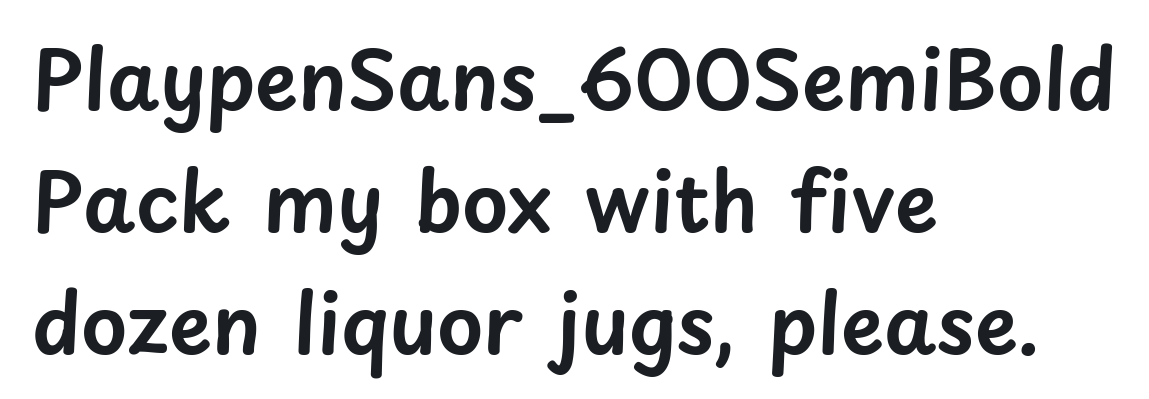 PlaypenSans_600SemiBold
Pack my box with five
dozen liquor jugs, please.